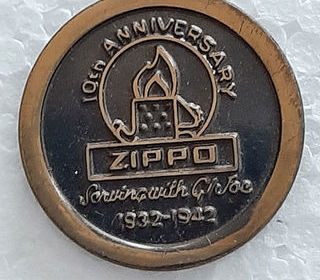 10th ANNIVERSARY
ZIPPO
Serving with G.I. Joe
1932-1942